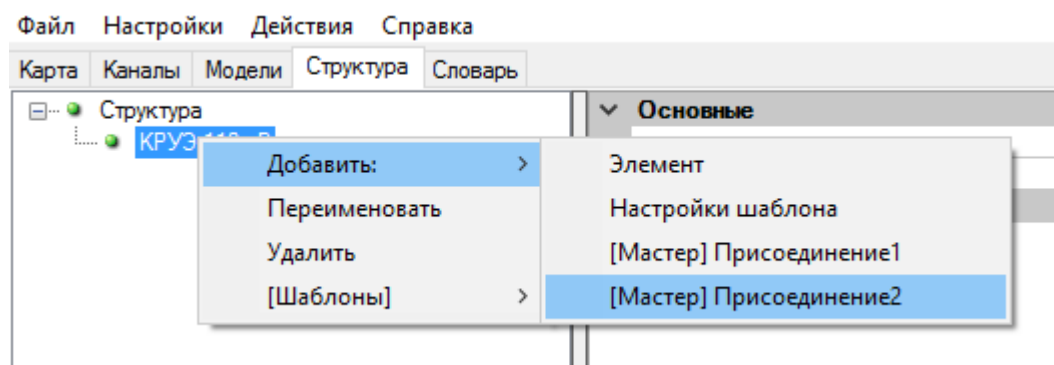 Файл Настройки Действия Справка
Карта Каналы Модели Структура Словарь
Структура
Основные
КРУЭ
Добавить:
Переименовать
Удалить
[Шаблоны]
Элемент
Настройки шаблона
[Мастер] Присоединение1
[Мастер] Присоединение2